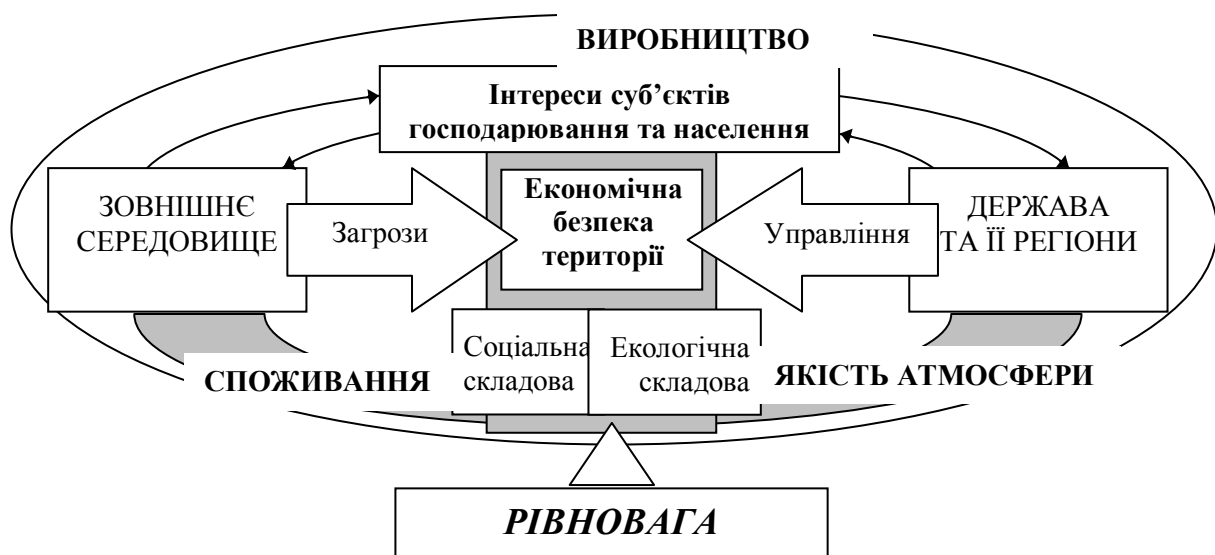 ВИРОБНИЦТВО
Інтереси суб’єктів
господарювання та населення
ЗОВНІШНЄ
СЕРЕДОВИЩЕ
Загрози
Економічна
безпека
території
Управління
ДЕРЖАВА
ТА ЇЇ РЕГІОНИ
Соціальна
складова
Екологічна
складова
СПОЖИВАННЯ
ЯКІСТЬ АТМОСФЕРИ
РІВНОВАГА